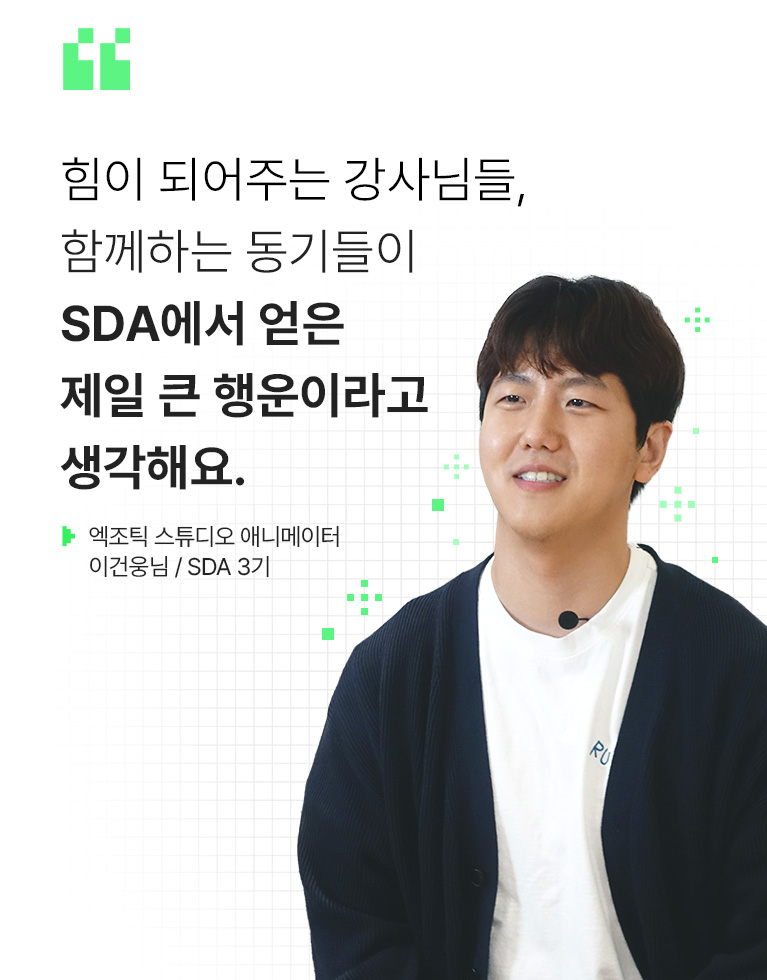 힘이 되어주는 강사님들,
함께하는 동기들이
SDA에서 얻은
제일 큰 행운이라고
생각해요.
엑조틱 스튜디오 애니메이터
이건웅님 / SDA 3기
RU